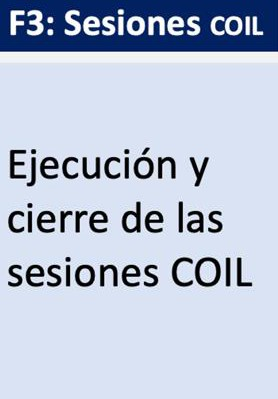 F3: Sesiones COIL
Ejecución y
cierre de las
sesiones COIL